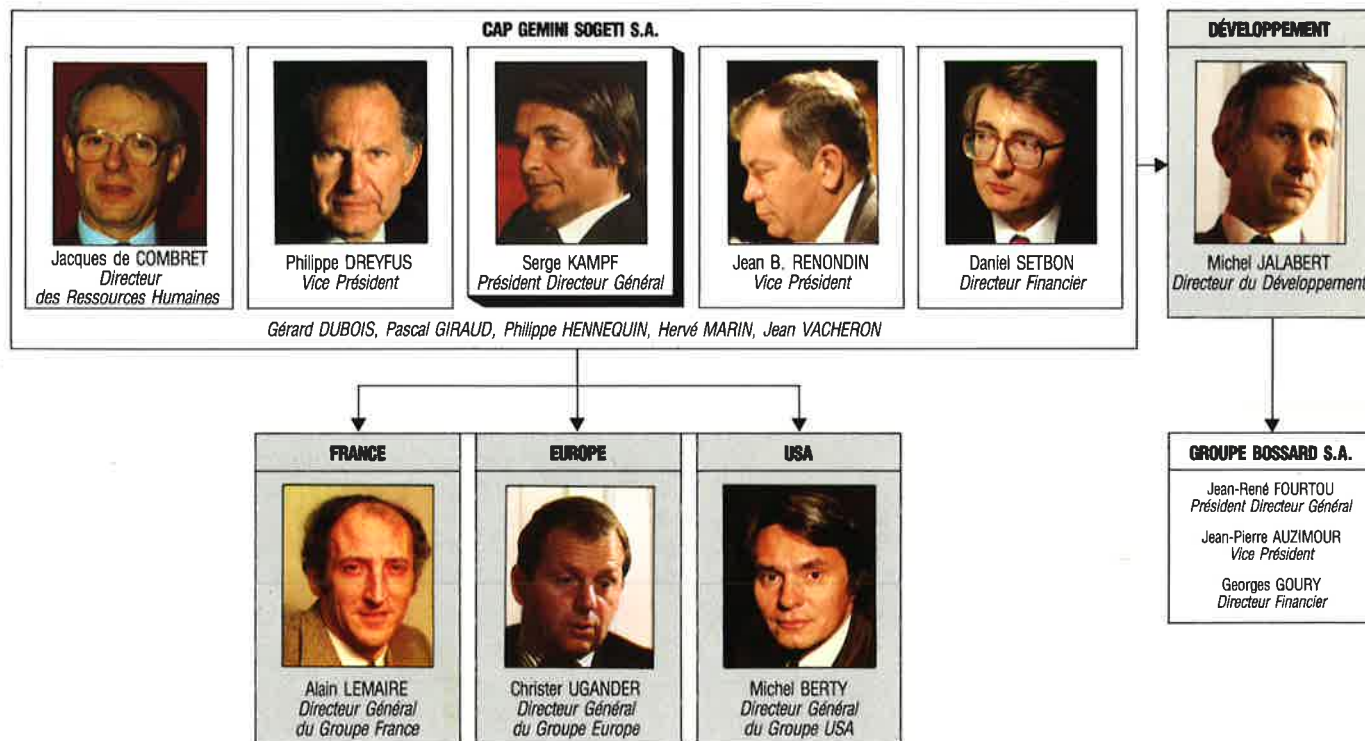 CAP GEMINI SOGETI S.A.
Jacques de COMBRET
Directeur
des Ressources Humaines
Philippe DREYFUS
Vice Président
Serge KAMPF
Président Directeur Général
Jean B. RENONDIN
Vice Président
Daniel SETBON
Directeur Financier
Gérard DUBOIS, Pascal GIRAUD, Philippe HENNEQUIN, Hervé MARIN, Jean VACHERON
DÉVELOPPEMENT
Michel JALABERT
Directeur du Développement
FRANCE
Alain LEMAIRE
Directeur Général
du Groupe France
EUROPE
Christer UGANDER
Directeur Général
du Groupe Europe
USA
Michel BERTY
Directeur Général
du Groupe USA
GROUPE BOSSARD S.A.
Jean-René FOURTOU
Président Directeur Général
Jean-Pierre AUZIMOUR
Vice Président
Georges GOURY
Directeur Financier